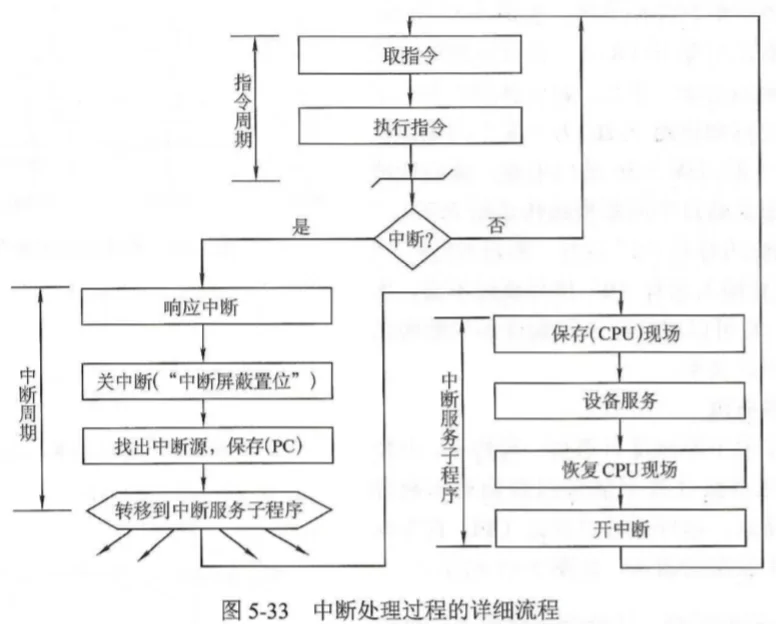 取指令
指令周期
执行指令
是
中断?
否
响应中断
关中断(“中断屏蔽置位”)
中断周期
找出中断源，保存(PC)
转移到中断服务子程序
保存(CPU)现场
设备服务
中断服务子程序
恢复CPU现场
开中断
图 5-33 中断处理过程的详细流程